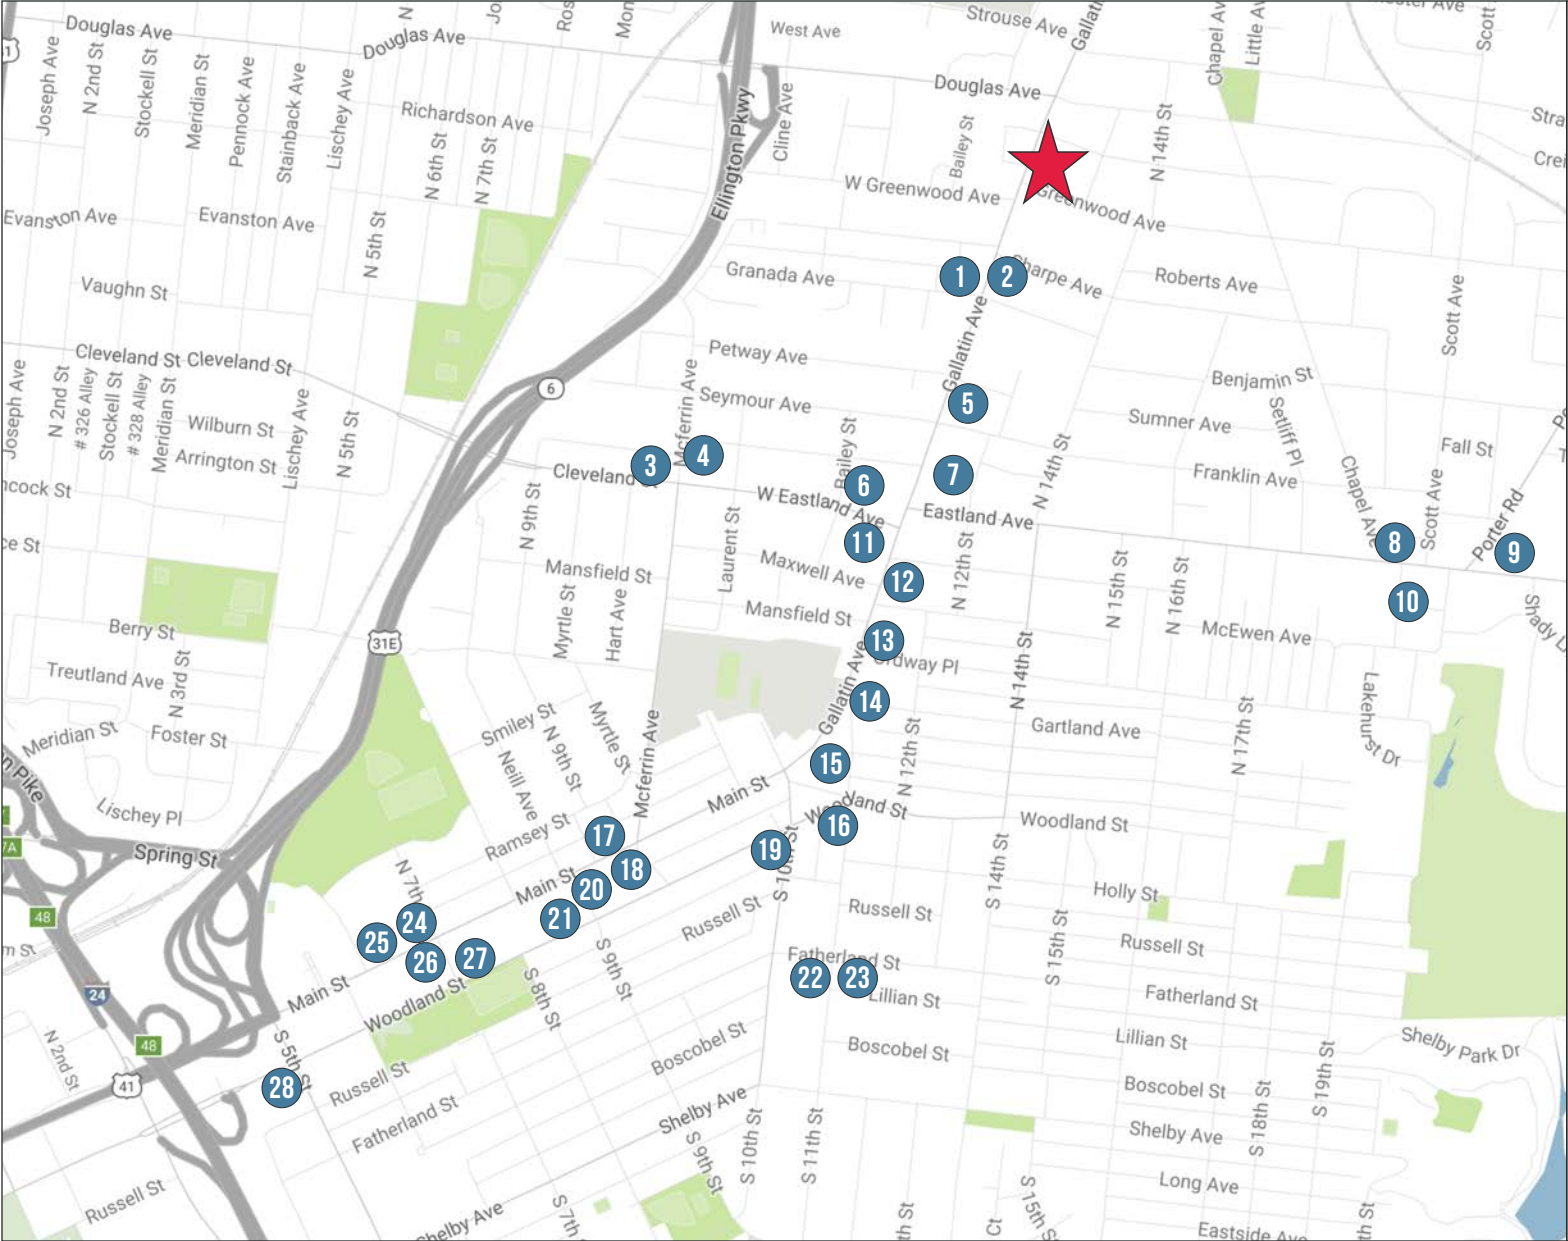 Douglas Ave
Douglas Ave
West Ave
Strouse Ave
Chapel Av
Little Av
Scott
Joseph Ave
N 2nd St
Stockell St
Meridian St
Pennock Ave
Stainback Ave
Lischey Ave
Richardson Ave
N 6th St
N 7th St
Ellington Pkwy
Cline Ave
Douglas Ave
Bailey St
N 14th St
W Greenwood Ave
Greenwood Ave
Evanston Ave
Evanston Ave
N 5th St
Granada Ave
1
2
Sharpe Ave
Roberts Ave
Vaughn St
Gallatin Ave
Scott Ave
Cleveland St
Cleveland St
Petway Ave
6
Joseph Ave
N 2nd St
# 326 Alley
Stockell St
# 328 Alley
Meridian St
Wilburn St
Arrington St
Lischey Ave
N 5th St
Mcferrin Ave
Seymour Ave
5
Benjamin St
Setliff Pl
Sumner Ave
Fall St
3
4
Cleveland St
Bailey St
6
7
N 14th St
Franklin Ave
Chapel Ave
Scott Ave
Porter Rd
W Eastland Ave
Eastland Ave
N 9th St
Laurent St
11
8
9
Mansfield St
Maxwell Ave
12
N 12th St
N 15th St
N 16th St
10
Myrtle St
Hart Ave
Mansfield St
McEwen Ave
Berry St
31E
13
Ordway Pl
N 14th St
Treutland Ave
N 3rd St
Gallatin Ave
14
Lakehurst Dr
Meridian St
Foster St
Smiley St
Myrtle St
N 9th St
Neill Ave
Mcferrin Ave
N 12th St
Gartland Ave
N 17th St
15
Main St
Lischey Pl
Ramsey St
17
Woodland St
16
Woodland St
7A
Spring St
N 7th
Main St
18
19
S 10th St
S 14th St
20
48
21
Russell St
Russell St
Holly St
24
25
26
27
S 9th St
S 8th St
S 15th St
Russell St
Fatherland St
22
23
Lillian St
Fatherland St
24
Main St
Woodland St
48
N 2nd St
S 5th St
41
28
Russell St
Boscobel St
Boscobel St
Lillian St
Shelby Park Dr
Fatherland St
Shelby Ave
Boscobel St
S 18th St
S 19th St
S 10th St
S 11th St
Shelby Ave
S 9th St
Russell St
Long Ave
S 7th
Shelby Ave
S 15th St
Ct
Eastside Ave